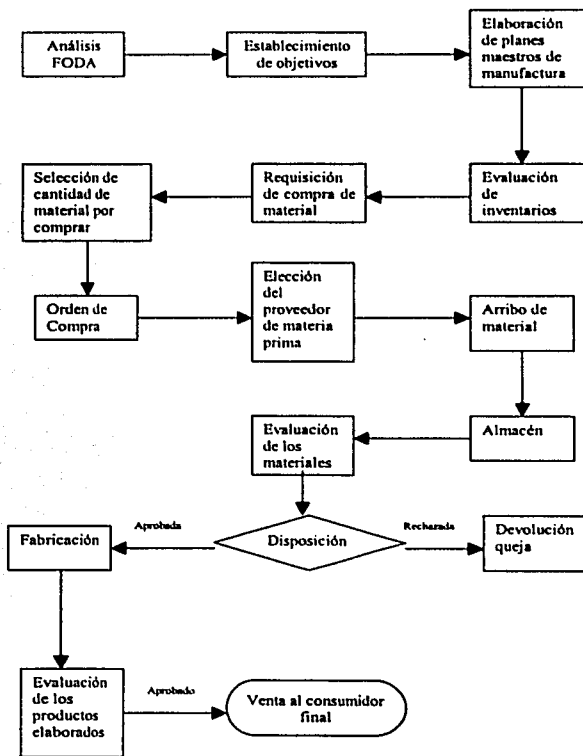 Análisis
FODA
Establecimiento
de objetivos
Elaboración
de planes
maestros de
manufactura
Selección de
cantidad de
material por
comprar
Requisición
de compra de
material
Evaluación
de
inventarios
Orden de
Compra
Elección
del
proveedor
de materia
prima
Arribo de
material
Evaluación
de los
materiales
Almacén
Fabricación
Aprobada
Disposición
Rechazada
Devolución
queja
Evaluación
de los
productos
elaborados
Aprobado
Venta al consumidor
final